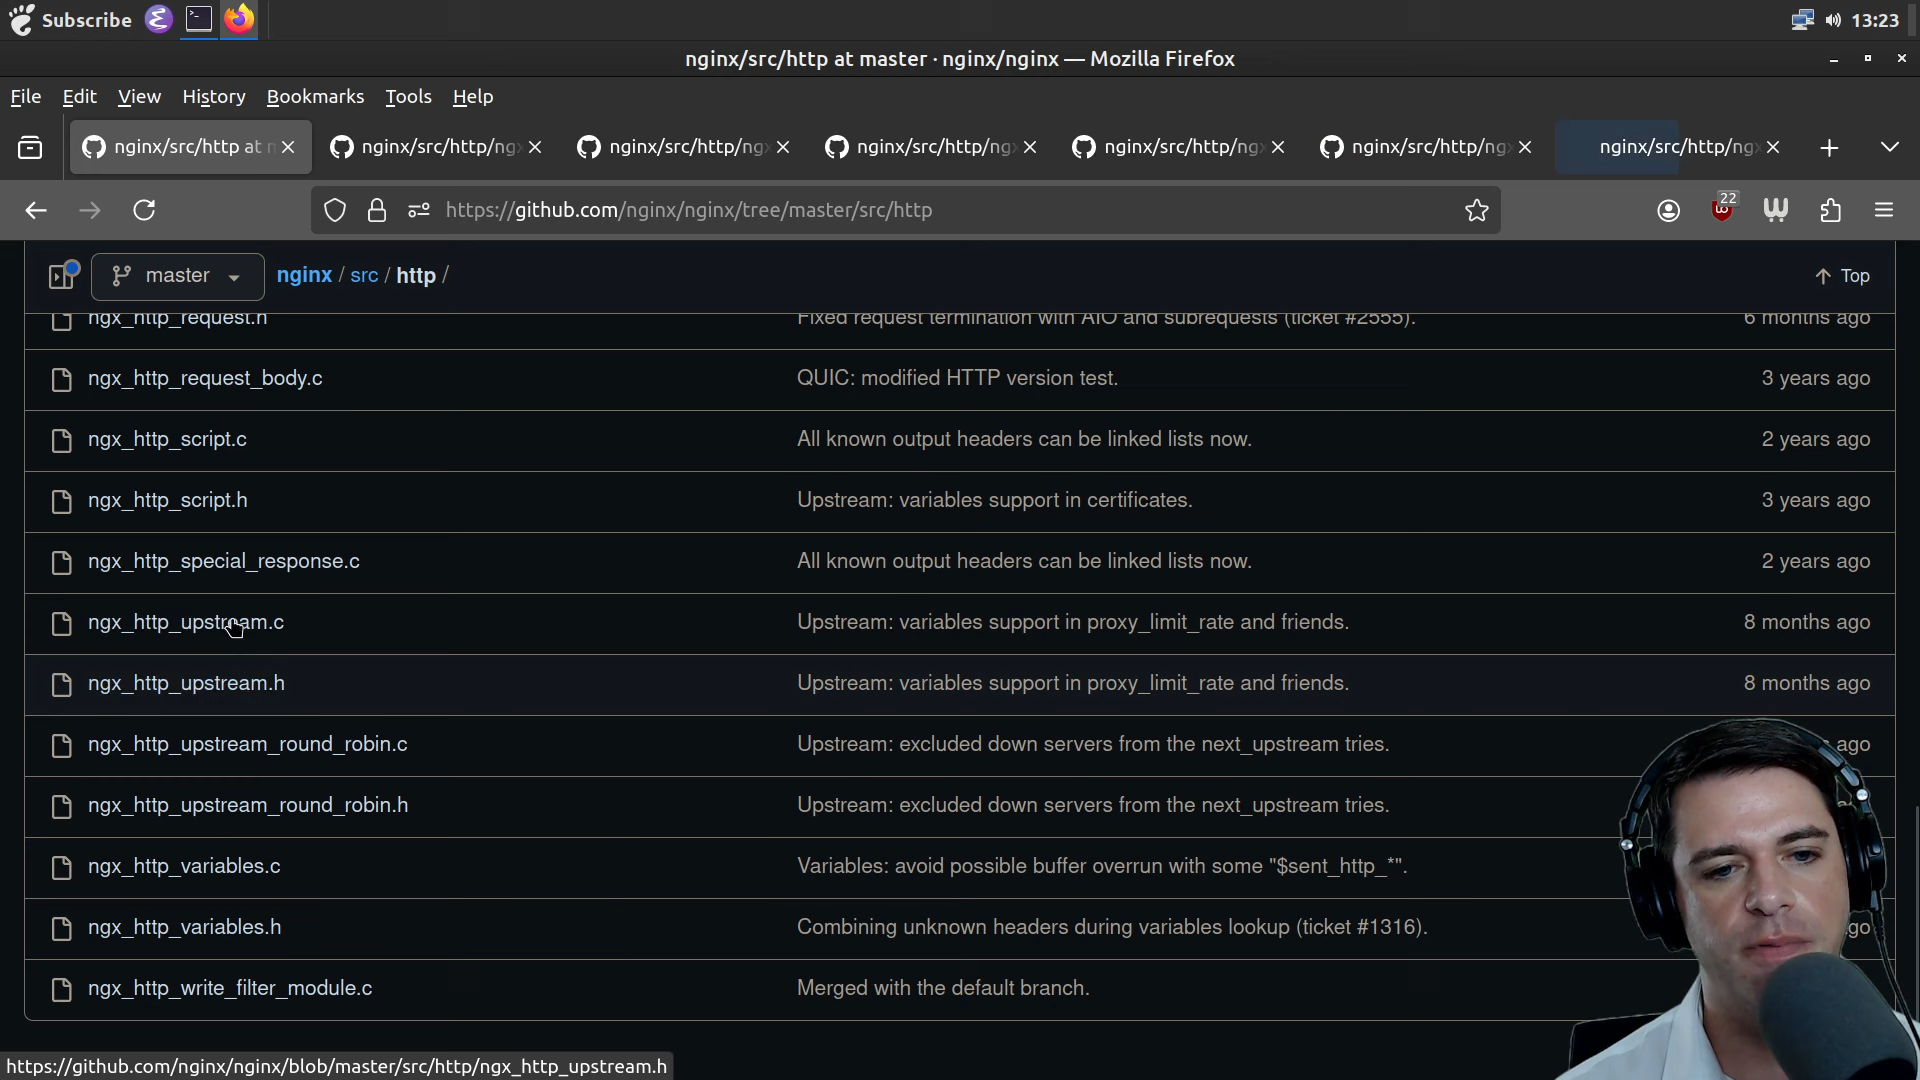 Subscribe 13:23
nginx/src/http at master · nginx/nginx — Mozilla Firefox
File Edit View History Bookmarks Tools Help
nginx/src/http at nginx/src/http/ng nginx/src/http/ng nginx/src/http/ng nginx/src/http/ng nginx/src/http/ng nginx/src/http/ng
https://github.com/nginx/nginx/tree/master/src/http 22
master nginx / src / http / Top
ngx_http_request.h Fixed request termination with AIO and subrequests (ticket #2555). 6 months ago
ngx_http_request_body.c QUIC: modified HTTP version test. 3 years ago
ngx_http_script.c All known output headers can be linked lists now. 2 years ago
ngx_http_script.h Upstream: variables support in certificates. 3 years ago
ngx_http_special_response.c All known output headers can be linked lists now. 2 years ago
ngx_http_upstream.c Upstream: variables support in proxy_limit_rate and friends. 8 months ago
ngx_http_upstream.h Upstream: variables support in proxy_limit_rate and friends. 8 months ago
ngx_http_upstream_round_robin.c Upstream: excluded down servers from the next_upstream tries. ago
ngx_http_upstream_round_robin.h Upstream: excluded down servers from the next_upstream tries.
ngx_http_variables.c Variables: avoid possible buffer overrun with some "$sent_http_*".
ngx_http_variables.h Combining unknown headers during variables lookup (ticket #1316). go
ngx_http_write_filter_module.c Merged with the default branch.
https://github.com/nginx/nginx/blob/master/src/http/ngx_http_upstream.h